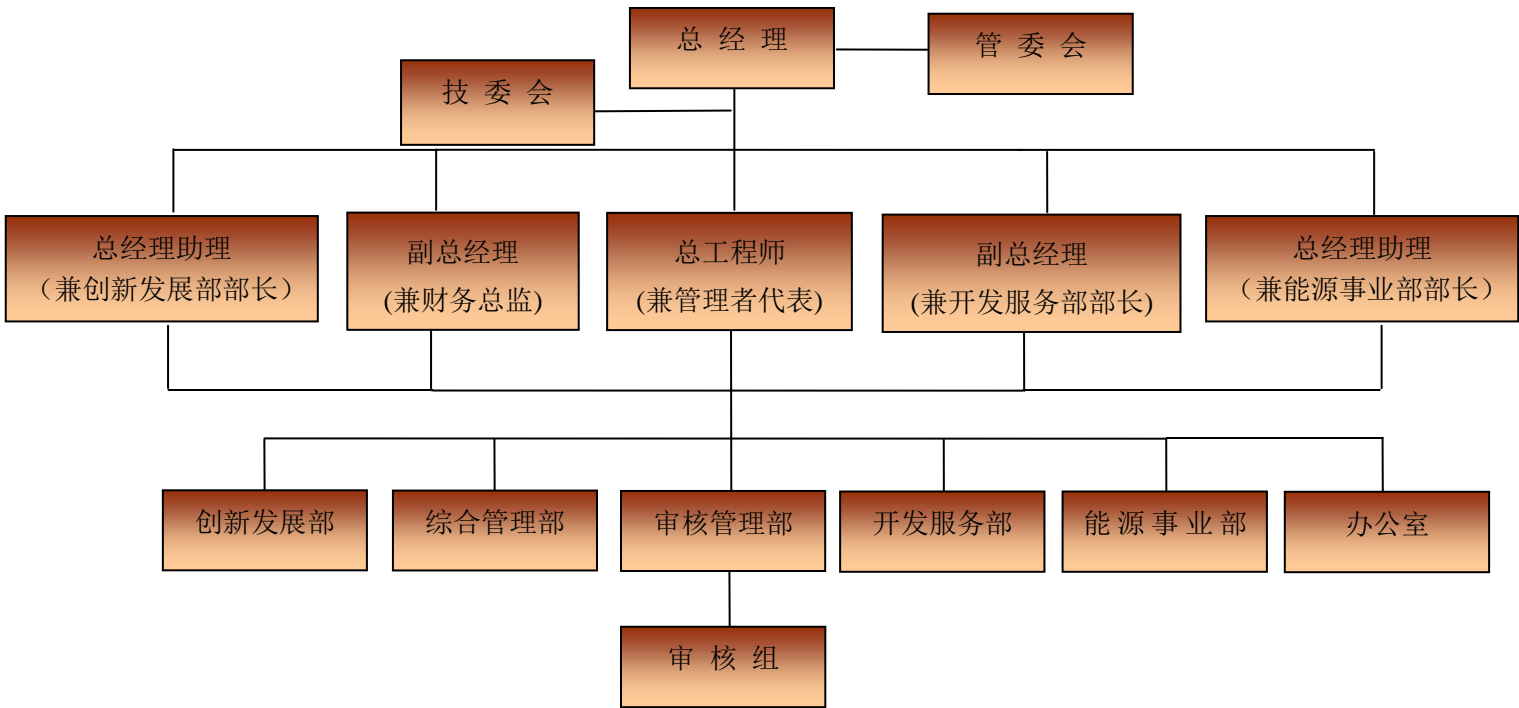 总 经 理
管 委 会
技 委 会
总经理助理
（兼创新发展部部长）
副总经理
(兼财务总监)
总工程师
(兼管理者代表)
副总经理
(兼开发服务部部长)
总经理助理
（兼能源事业部部长）
创新发展部
综合管理部
审核管理部
开发服务部
能 源 事 业 部
办公室
审 核 组